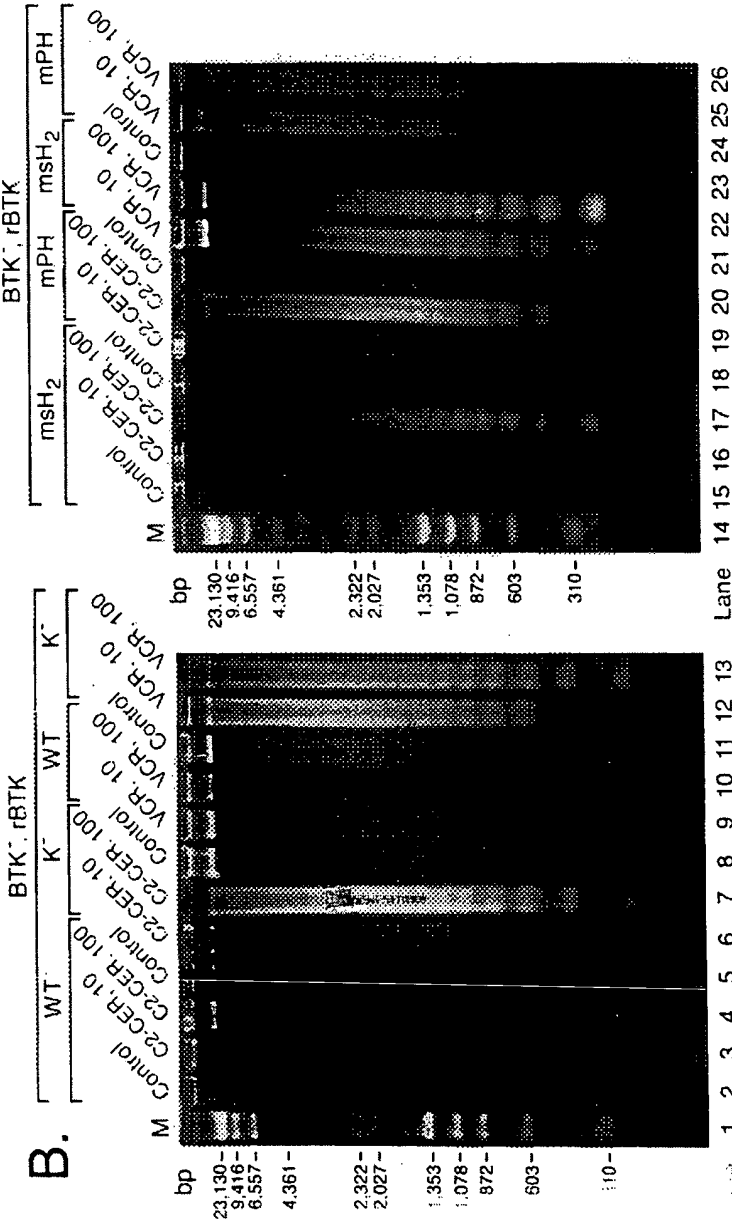 B.
BTK⁻, rBTK
WT K⁻ WT K⁻
M Control C2-CER, 10 C2-CER, 100 Control C2-CER, 10 C2-CER, 100 Control VCR, 10 VCR, 100 Control VCR, 10 VCR, 100
bp
23,130
9,416
6,557
4,361
2,322
2,027
1,353
1,078
872
603
110
1 2 3 4 5 6 7 8 9 10 11 12 13
BTK⁻, rBTK
msH₂ mPH msH₂ mPH
M Control C2-CER, 10 C2-CER, 100 Control C2-CER, 10 C2-CER, 100 Control VCR, 10 VCR, 100 Control VCR, 10 VCR, 100
bp
23.130
9.416
6.557
4.361
2.322
2.027
1,353
1,078
872
603
310
Lane 14 15 16 17 18 19 20 21 22 23 24 25 26